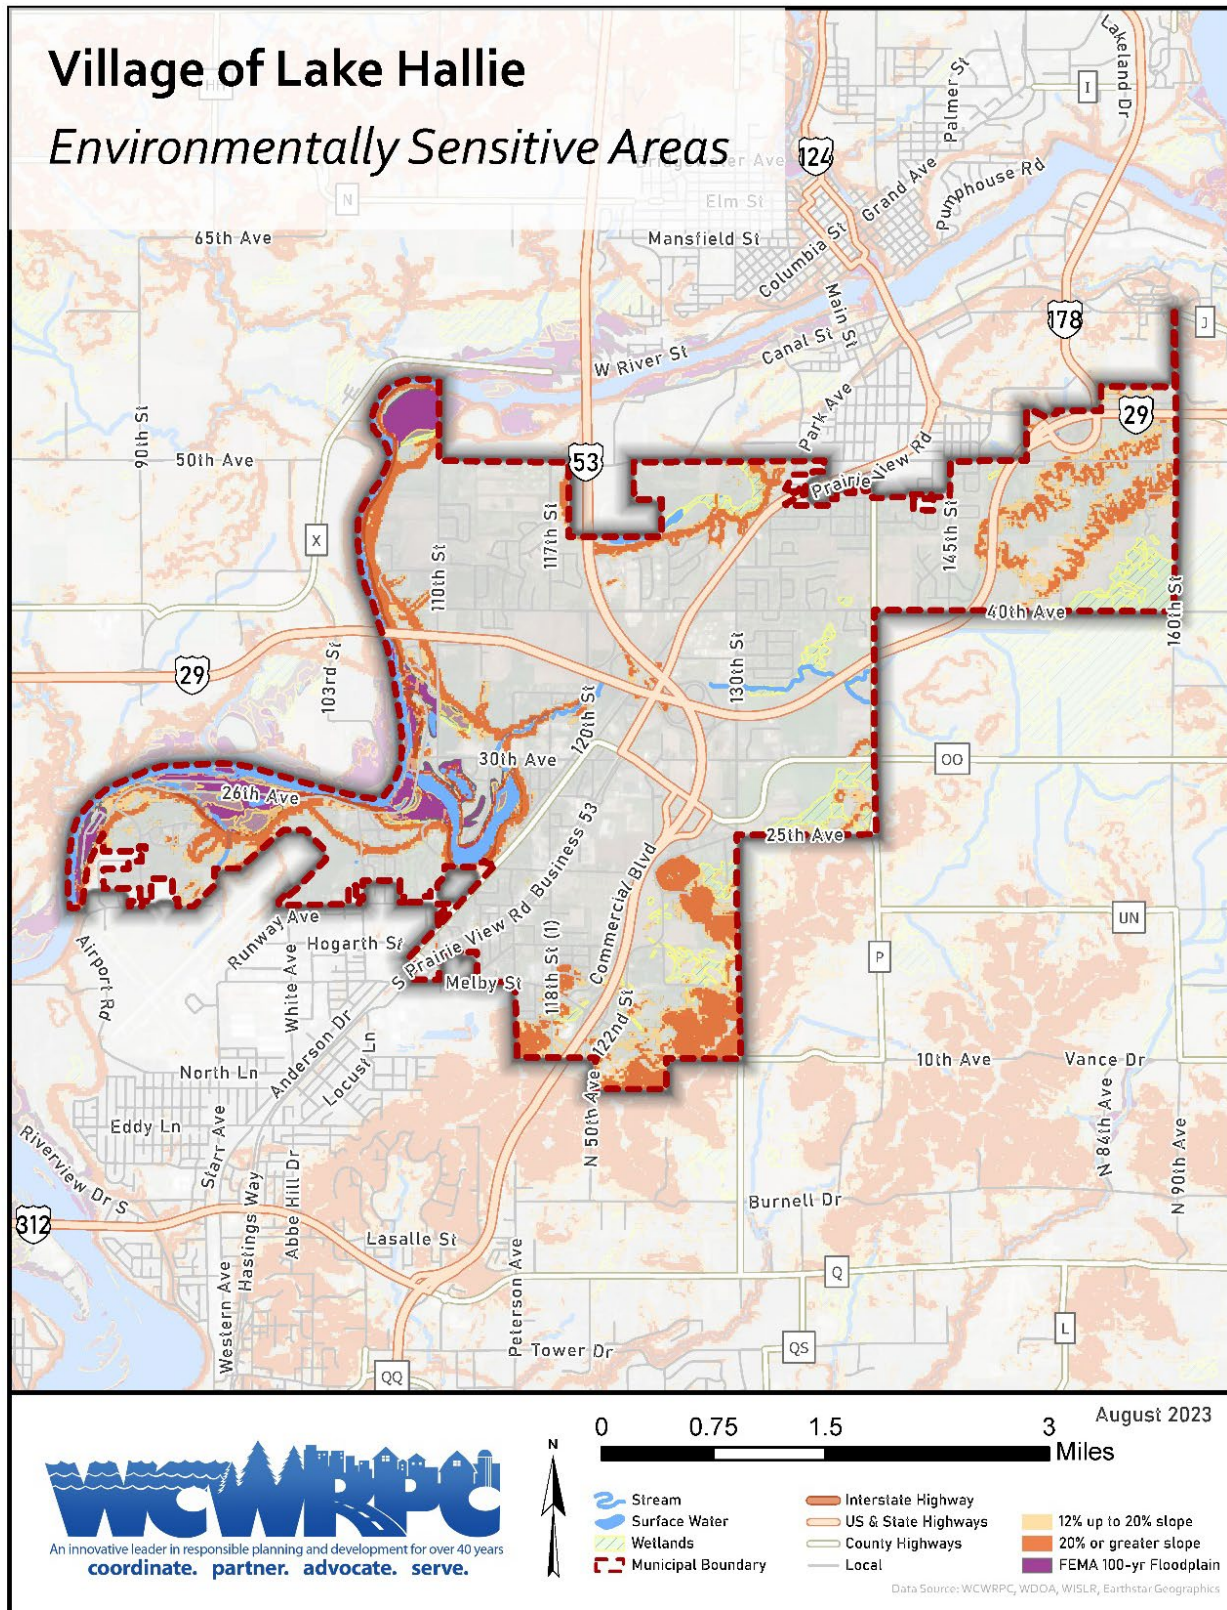 Village of Lake Hallie
Environmentally Sensitive Areas
HH
N
Bridgewater Ave
Elm St
65th Ave
Mansfield St
124
Columbia St
Grand Ave
Palmer St
Pumphouse Rd
I
Lakeland Dr
Main St
Canal St
W River St
Park Ave
178
J
29
90th St
50th Ave
53
Prairie View Rd
X
110th St
117th St
145th St
40th Ave
160th St
29
103rd St
130th St
120th St
30th Ave
26th Ave
OO
25th Ave
S Prairie View Rd Business 53
Commercial Blvd
Runway Ave
Airport Rd
White Ave
Hogarth St
Melby St
118th St (1)
122nd St
UN
P
North Ln
Anderson Dr
Locust Ln
10th Ave
Vance Dr
Eddy Ln
Starr Ave
N 50th Ave
N 84th Ave
N 90th Ave
Riverview Dr S
312
Hastings Way
Abbe Hill Dr
Burnell Dr
Lasalle St
Western Ave
Peterson Ave
Q
Tower Dr
QS
L
QQ
WCWRPC
An innovative leader in responsible planning and development for over 40 years
coordinate. partner. advocate. serve.
N
August 2023
0 0.75 1.5 3
Miles
Stream
Surface Water
Wetlands
Municipal Boundary
Interstate Highway
US & State Highways
County Highways
Local
12% up to 20% slope
20% or greater slope
FEMA 100-yr Floodplain
Data Source: WCWRPC, WDOA, WISLR, Earthstar Geographics